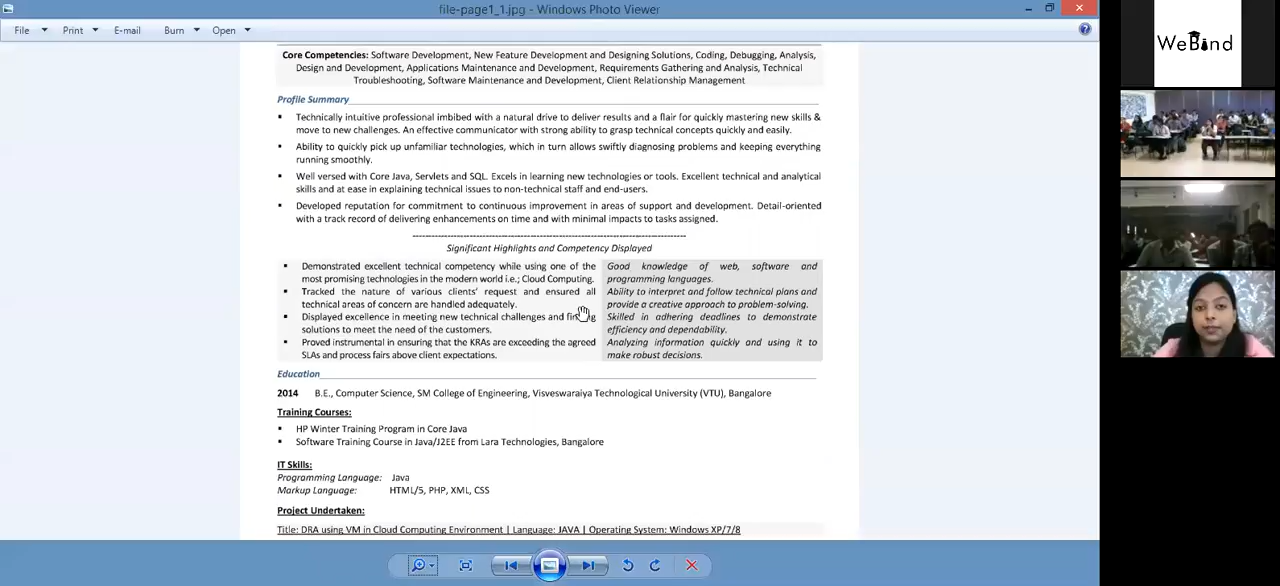 file-page1_1.jpg - Windows Photo Viewer
File Print E-mail Burn Open
WeBind
Core Competencies: Software Development, New Feature Development and Designing Solutions, Coding, Debugging, Analysis,
Design and Development, Applications Maintenance and Development, Requirements Gathering and Analysis, Technical
Troubleshooting, Software Maintenance and Development, Client Relationship Management
Profile Summary
▪ Technically intuitive professional imbibed with a natural drive to deliver results and a flair for quickly mastering new skills &
move to new challenges. An effective communicator with strong ability to grasp technical concepts quickly and easily.
▪ Ability to quickly pick up unfamiliar technologies, which in turn allows swiftly diagnosing problems and keeping everything
running smoothly.
▪ Well versed with Core Java, Servlets and SQL. Excels in learning new technologies or tools. Excellent technical and analytical
skills and at ease in explaining technical issues to non-technical staff and end-users.
▪ Developed reputation for commitment to continuous improvement in areas of support and development. Detail-oriented
with a track record of delivering enhancements on time and with minimal impacts to tasks assigned.
Significant Highlights and Competency Displayed
▪ Demonstrated excellent technical competency while using one of the
most promising technologies in the modern world i.e.; Cloud Computing.
▪ Tracked the nature of various clients' request and ensured all
technical areas of concern are handled adequately.
▪ Displayed excellence in meeting new technical challenges and
solutions to meet the need of the customers.
▪ Proved instrumental in ensuring that the KRAs are exceeding the agreed
SLAs and process fairs above client expectations.
Good knowledge of web, software and
programming languages.
Ability to interpret and follow technical plans and
provide a creative approach to problem-solving.
Skilled in adhering deadlines to demonstrate
efficiency and dependability.
Analyzing information quickly and using it to
make robust decisions.
Education
2014 B.E., Computer Science, SM College of Engineering, Visveswaraiya Technological University (VTU), Bangalore
Training Courses:
▪ HP Winter Training Program in Core Java
▪ Software Training Course in Java/J2EE from Lara Technologies, Bangalore
IT Skills:
Programming Language: Java
Markup Language: HTML/5, PHP, XML, CSS
Project Undertaken:
Title: DRA using VM in Cloud Computing Environment | Language: JAVA | Operating System: Windows XP/7/8